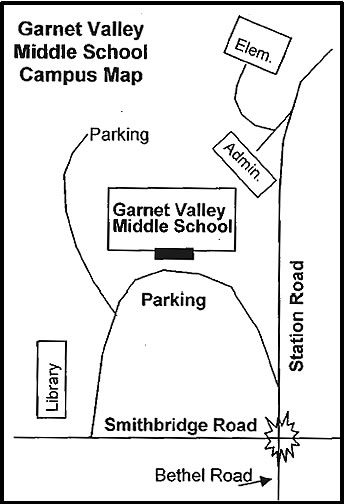 Garnet Valley
Middle School
Campus Map
Elem.
Parking
Admin.
Garnet Valley
Middle School
Parking
Station Road
Library
Smithbridge Road
Bethel Road